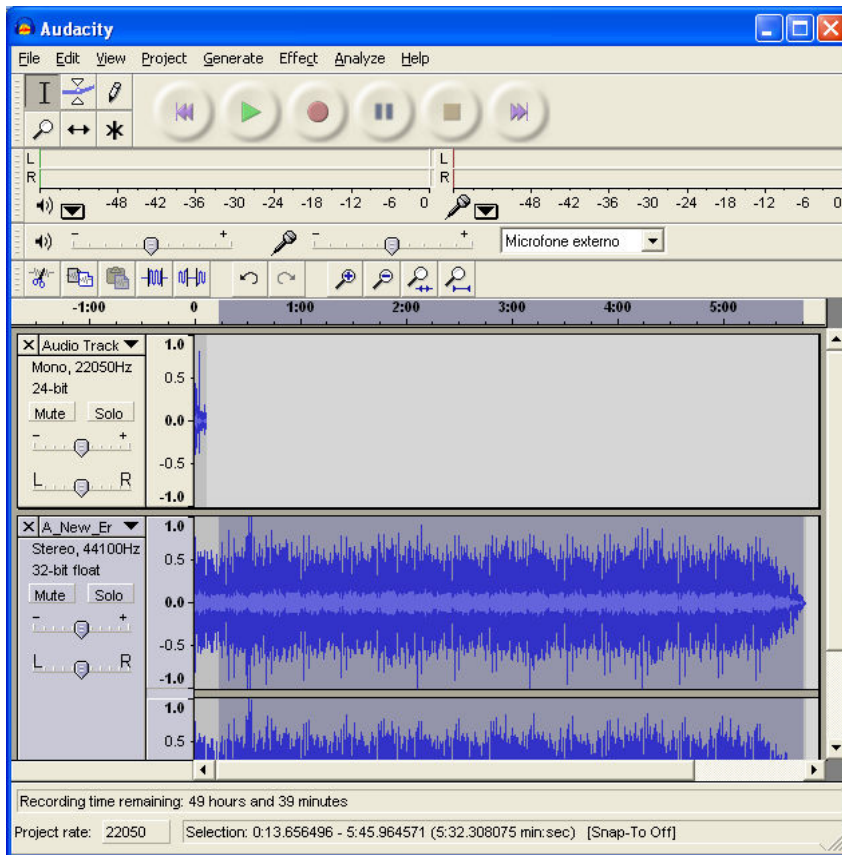 Audacity
File Edit View Project Generate Effect Analyze Help
L L
R R
-48 -42 -36 -30 -24 -18 -12 -6 0 -48 -42 -36 -30 -24 -18 -12 -6 0
- + - + Microfone externo
-1:00 0 1:00 2:00 3:00 4:00 5:00
X Audio Track 1.0
Mono, 22050Hz
24-bit 0.5
Mute Solo 0.0
- +
-0.5
L R
-1.0
X A_New_Er 1.0
Stereo, 44100Hz
32-bit float 0.5
Mute Solo 0.0
- +
-0.5
L R
-1.0
1.0
0.5
Recording time remaining: 49 hours and 39 minutes
Project rate: 22050 Selection: 0:13.656496 - 5:45.964571 (5:32.308075 min:sec) [Snap-To Off]